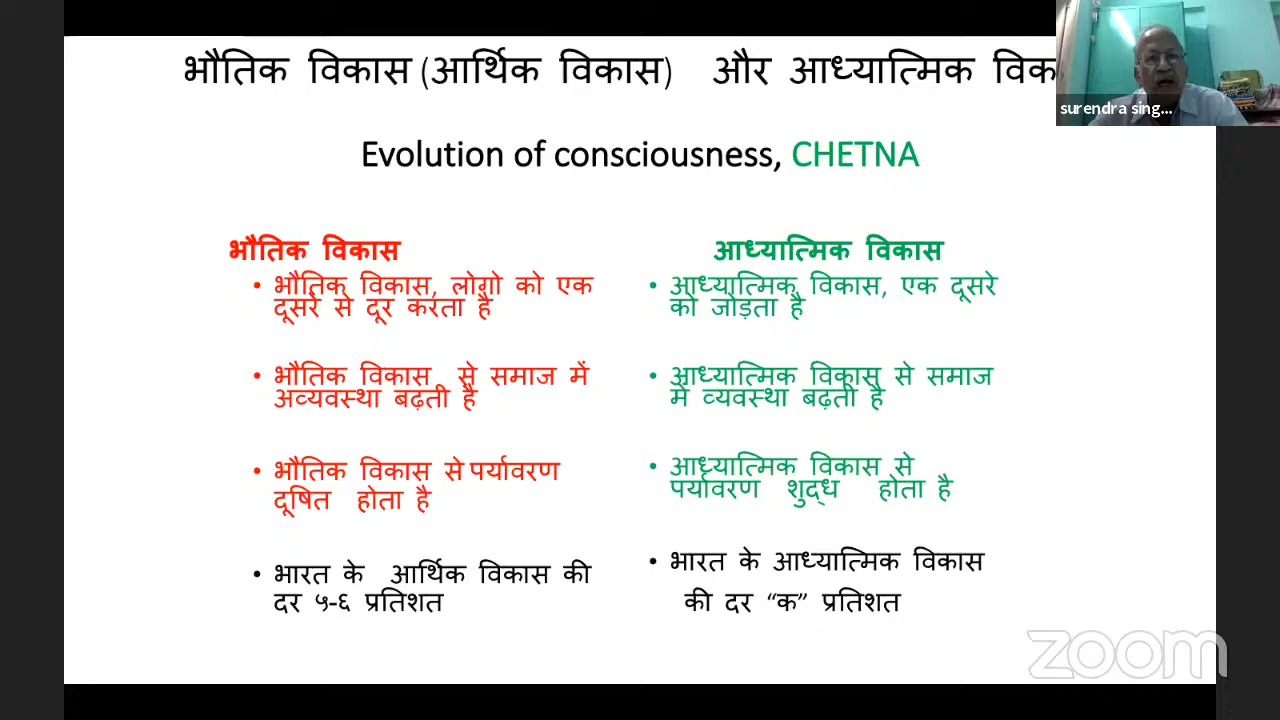 भौतिक विकास (आर्थिक विकास) और आध्यात्मिक विक
surendra sing...
Evolution of consciousness, CHETNA
भौतिक विकास
• भौतिक विकास, लोगो को एक
दूसरे से दूर करता है
• भौतिक विकास से समाज में
अव्यवस्था बढ़ती है
• भौतिक विकास से पर्यावरण
दूषित होता है
• भारत के आर्थिक विकास की
दर ५-६ प्रतिशत
आध्यात्मिक विकास
• आध्यात्मिक विकास, एक दूसरे
को जोड़ता है
• आध्यात्मिक विकास से समाज
में व्यवस्था बढ़ती है
• आध्यात्मिक विकास से
पर्यावरण शुद्ध होता है
• भारत के आध्यात्मिक विकास
की दर “क” प्रतिशत
zoom